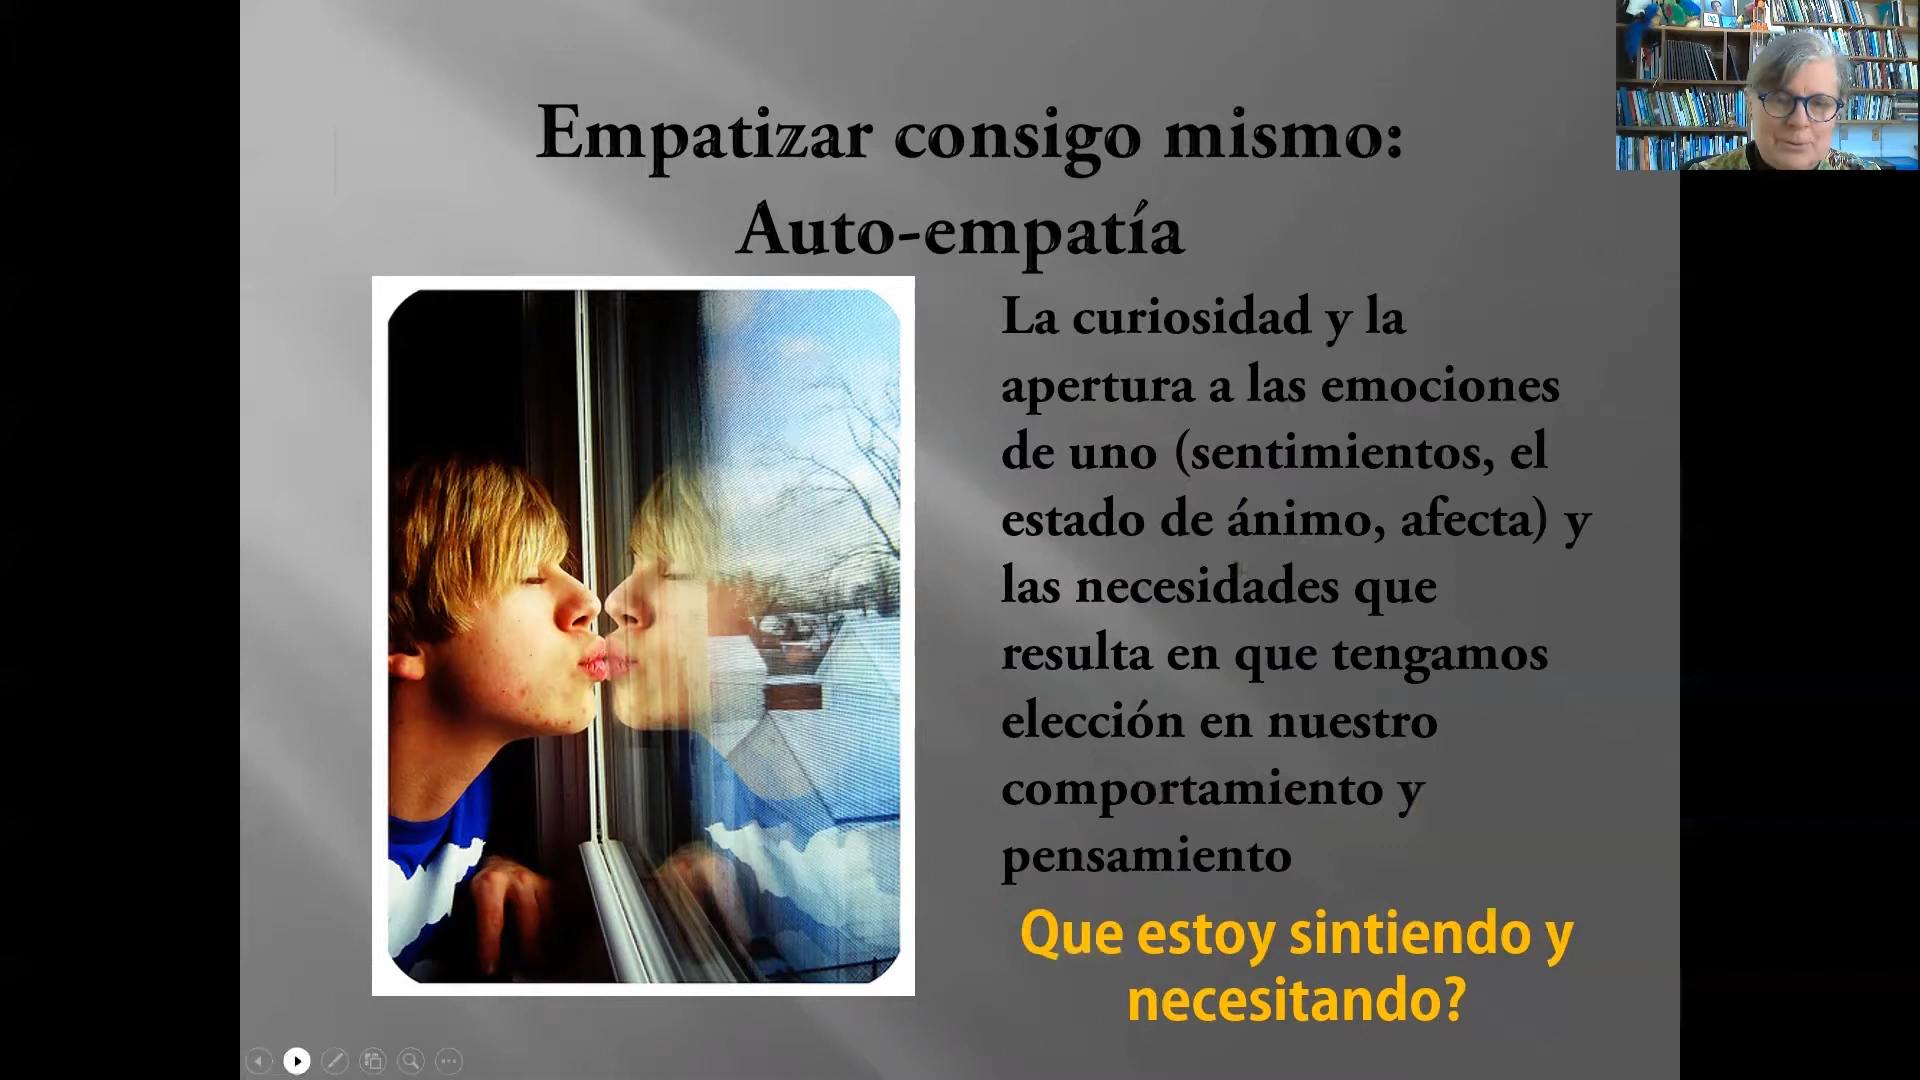 Empatizar consigo mismo:
Auto-empatía
La curiosidad y la
apertura a las emociones
de uno (sentimientos, el
estado de ánimo, afecta) y
las necesidades que
resulta en que tengamos
elección en nuestro
comportamiento y
pensamiento
Que estoy sintiendo y
necesitando?